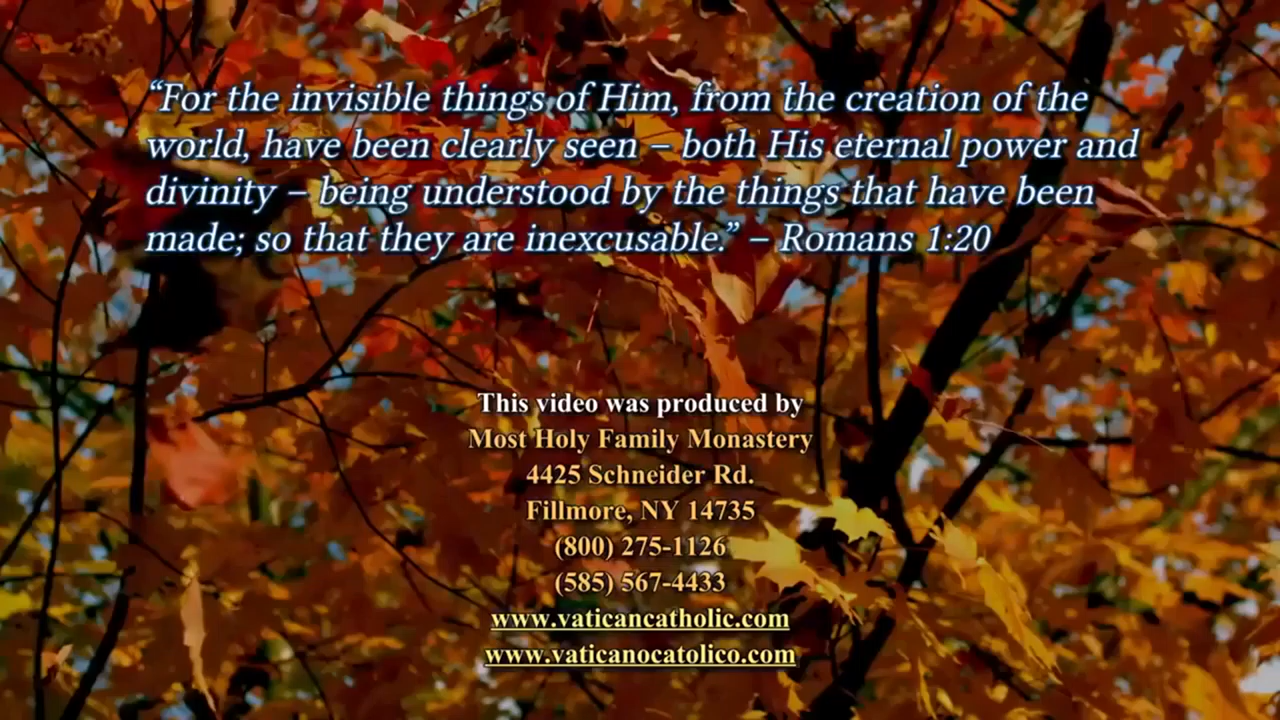 “For the invisible things of Him, from the creation of the
world, have been clearly seen – both His eternal power and
divinity – being understood by the things that have been
made; so that they are inexcusable.” – Romans 1:20
This video was produced by
Most Holy Family Monastery
4425 Schneider Rd.
Fillmore, NY 14735
(800) 275-1126
(585) 567-4433
www.vaticancatholic.com
www.vaticanocatolico.com